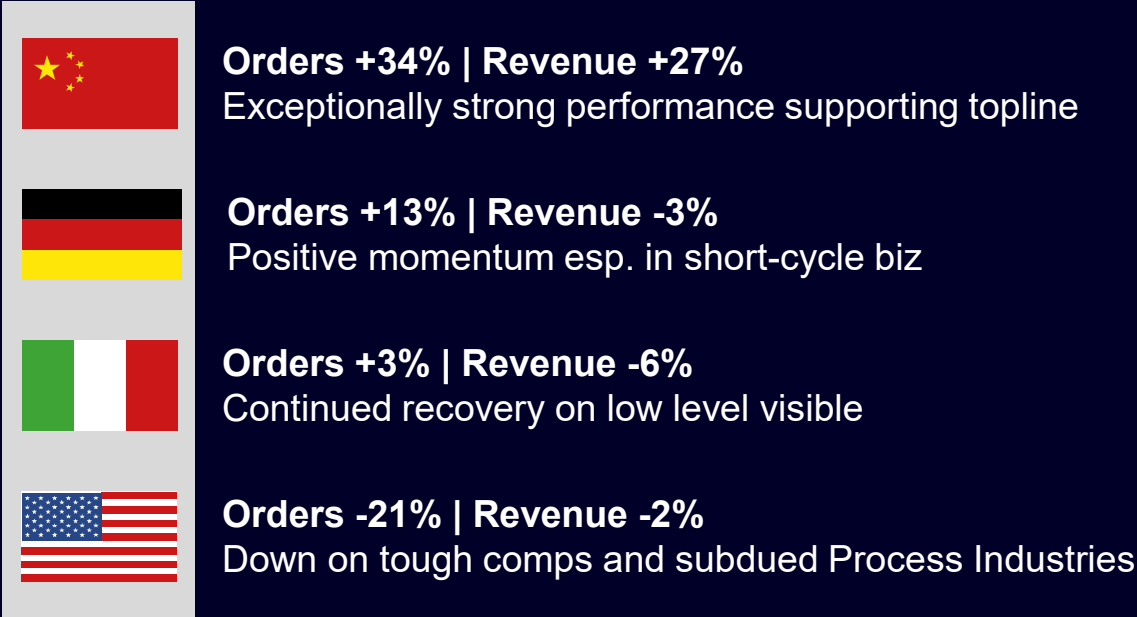 Orders +34% | Revenue +27%
Exceptionally strong performance supporting topline
Orders +13% | Revenue -3%
Positive momentum esp. in short-cycle biz
Orders +3% | Revenue -6%
Continued recovery on low level visible
Orders -21% | Revenue -2%
Down on tough comps and subdued Process Industries